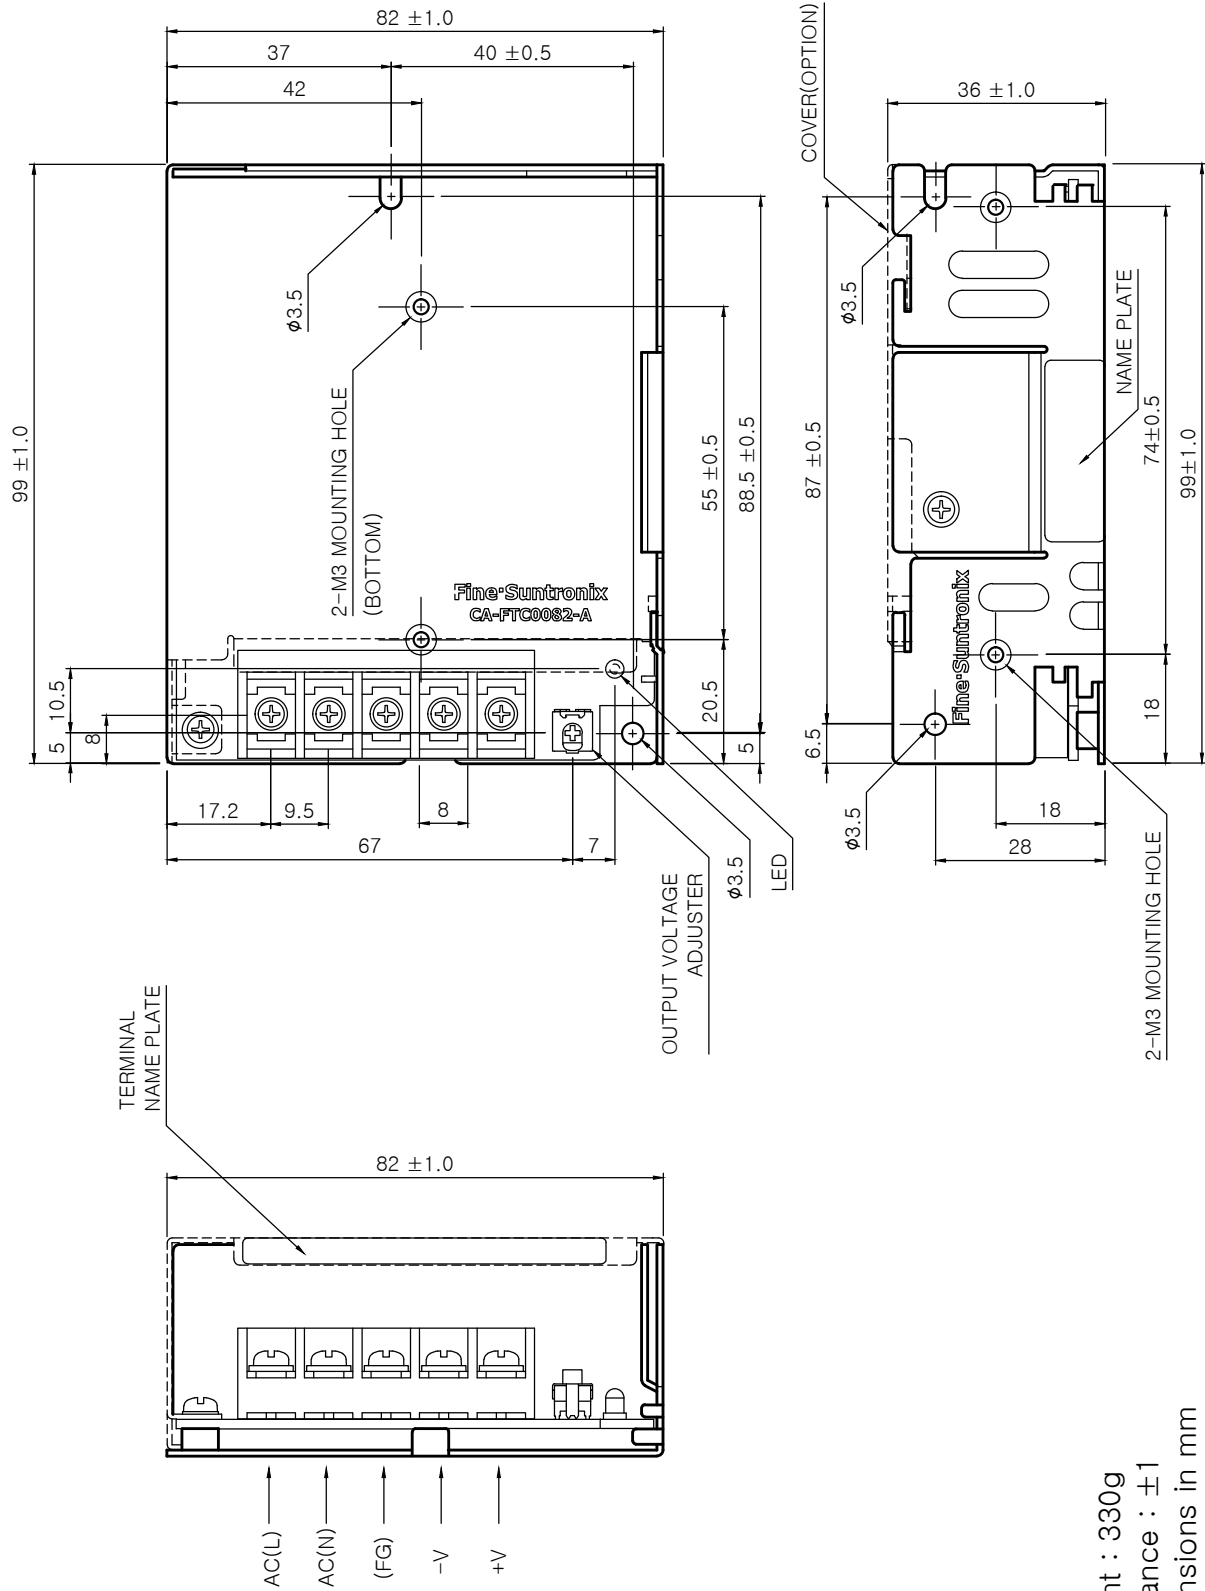 82 ±1.0
37
40 ±0.5
42
99 ±1.0
ϕ3.5
2-M3 MOUNTING HOLE
(BOTTOM)
55 ±0.5
88.5 ±0.5
Fine·Suntronix
CA-FTC0082-A
10.5
5
8
20.5
5
17.2
9.5
8
67
7
ϕ3.5
LED
OUTPUT VOLTAGE
ADJUSTER
COVER(OPTION)
36 ±1.0
ϕ3.5
87 ±0.5
NAME PLATE
74±0.5
99±1.0
Fine·Suntronix
6.5
18
ϕ3.5
18
28
2-M3 MOUNTING HOLE
TERMINAL
NAME PLATE
82 ±1.0
AC(L)
AC(N)
(FG)
-V
+V
: 330g
: ±1
in mm